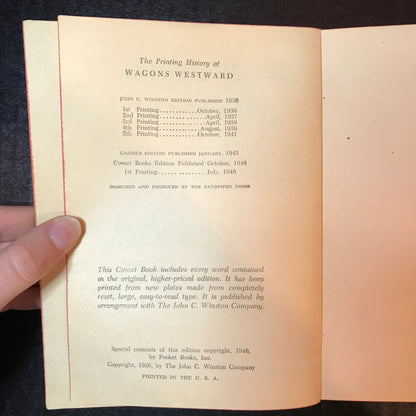 The Printing History of
WAGONS WESTWARD
JOHN C. WINSTON EDITION PUBLISHED 1936
1st Printing..............October, 1936
2nd Printing................April, 1937
3rd Printing................April, 1938
4th Printing..............August, 1939
5th Printing..............October, 1941
CADMUS EDITION PUBLISHED JANUARY, 1943
Comet Books Edition Published October, 1948
1st Printing..............July, 1948
DESIGNED AND PRODUCED BY THE SANDPIPER PRESS
This Comet Book includes every word contained
in the original, higher-priced edition. It has been
printed from new plates made from completely
reset, large, easy-to-read type. It is published by
arrangement with The John C. Winston Company.
Special contents of this edition copyright, 1948,
by Pocket Books, Inc.
Copyright, 1936, by The John C. Winston Company
PRINTED IN THE U. S. A.